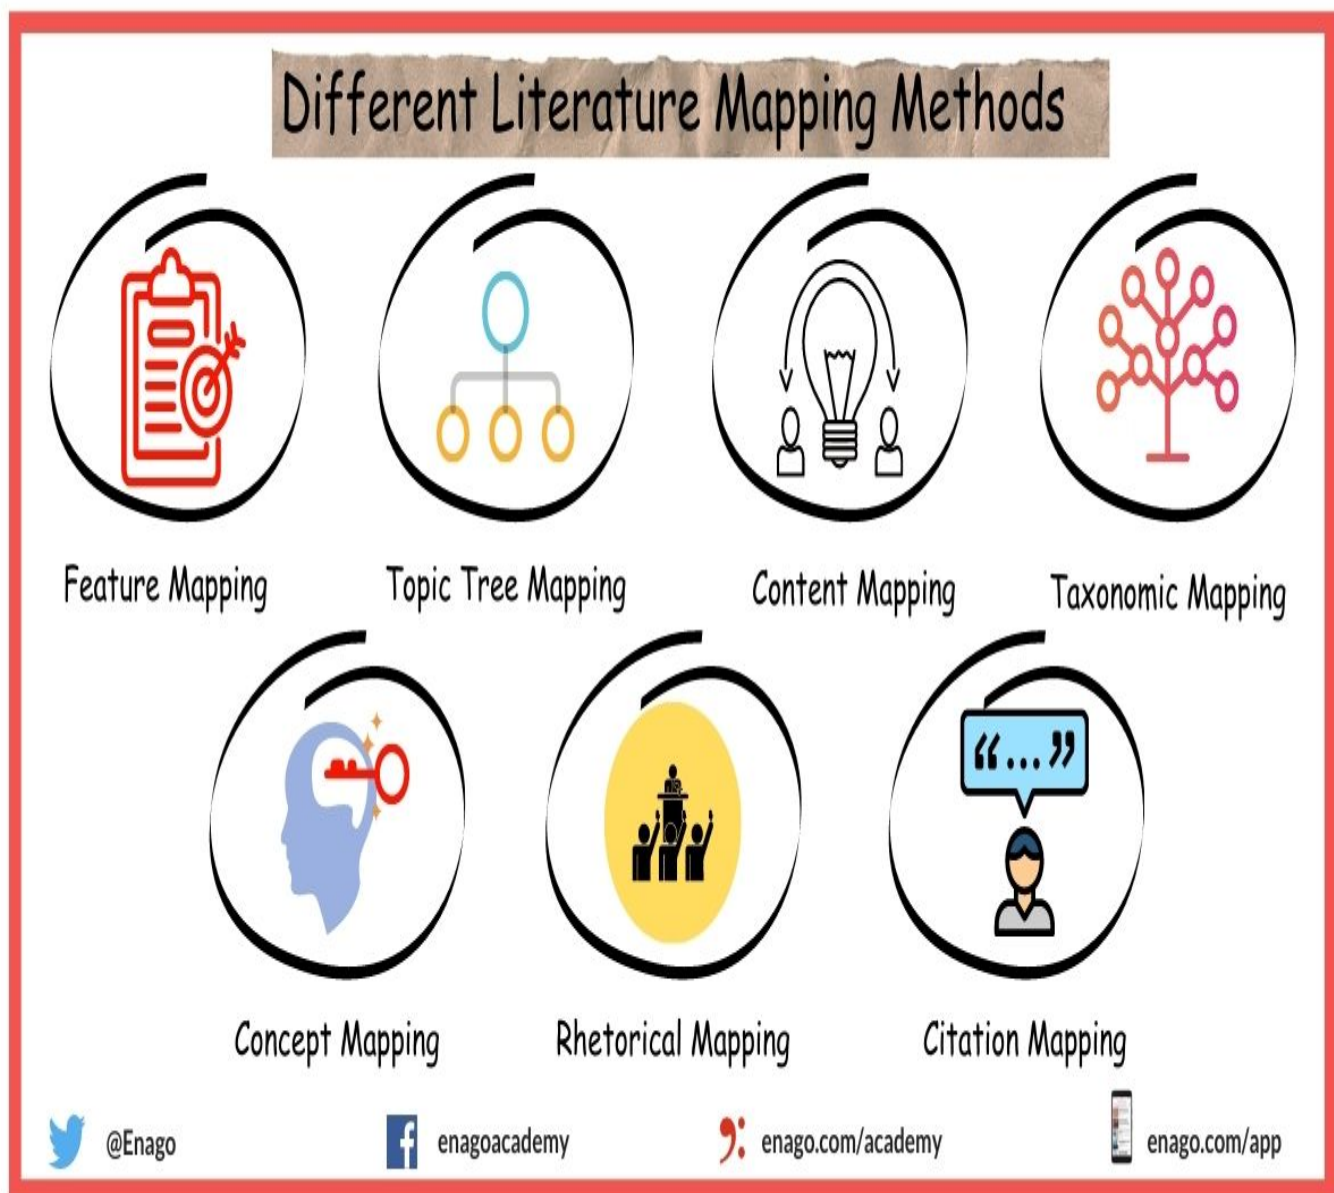 Different Literature Mapping Methods
Feature Mapping
Topic Tree Mapping
Content Mapping
Taxonomic Mapping
“...”
Concept Mapping
Rhetorical Mapping
Citation Mapping
@Enago
enagoacademy
enago.com/academy
enago.com/app